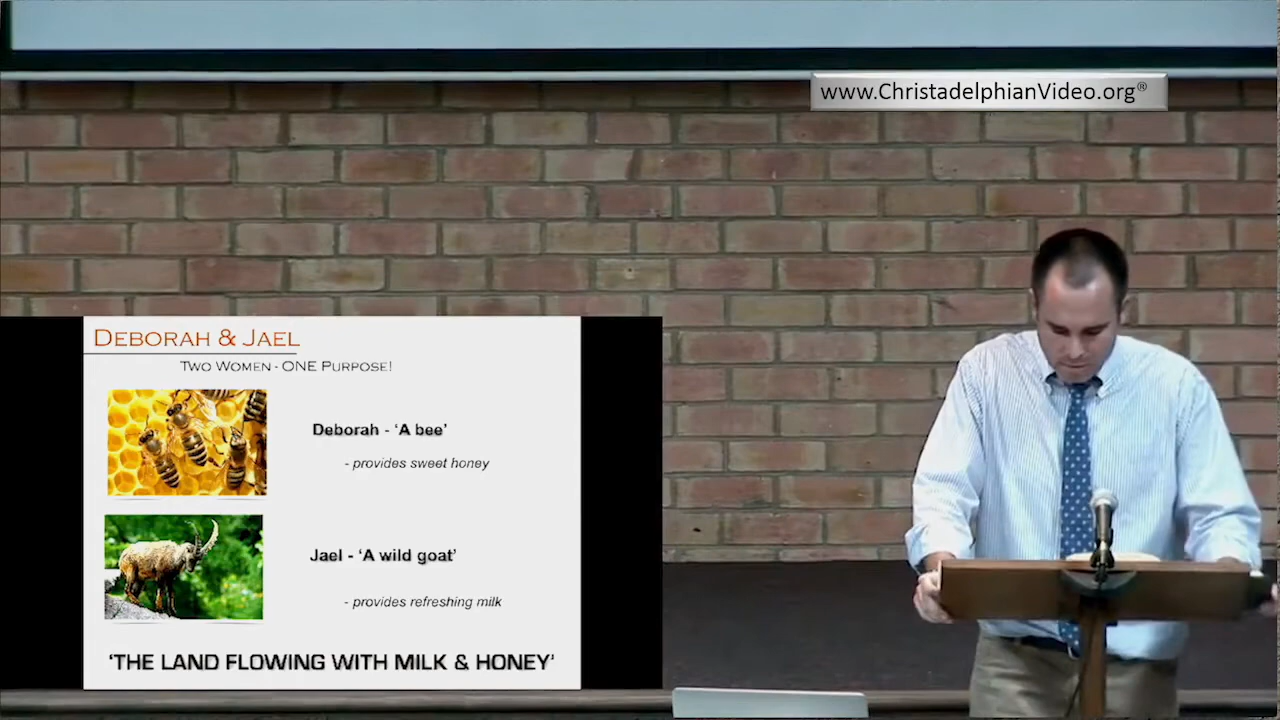 www.ChristadelphianVideo.org®
DEBORAH & JAEL
TWO WOMEN - ONE PURPOSE!
Deborah - ‘A bee’
- provides sweet honey
Jael - ‘A wild goat’
- provides refreshing milk
‘THE LAND FLOWING WITH MILK & HONEY’